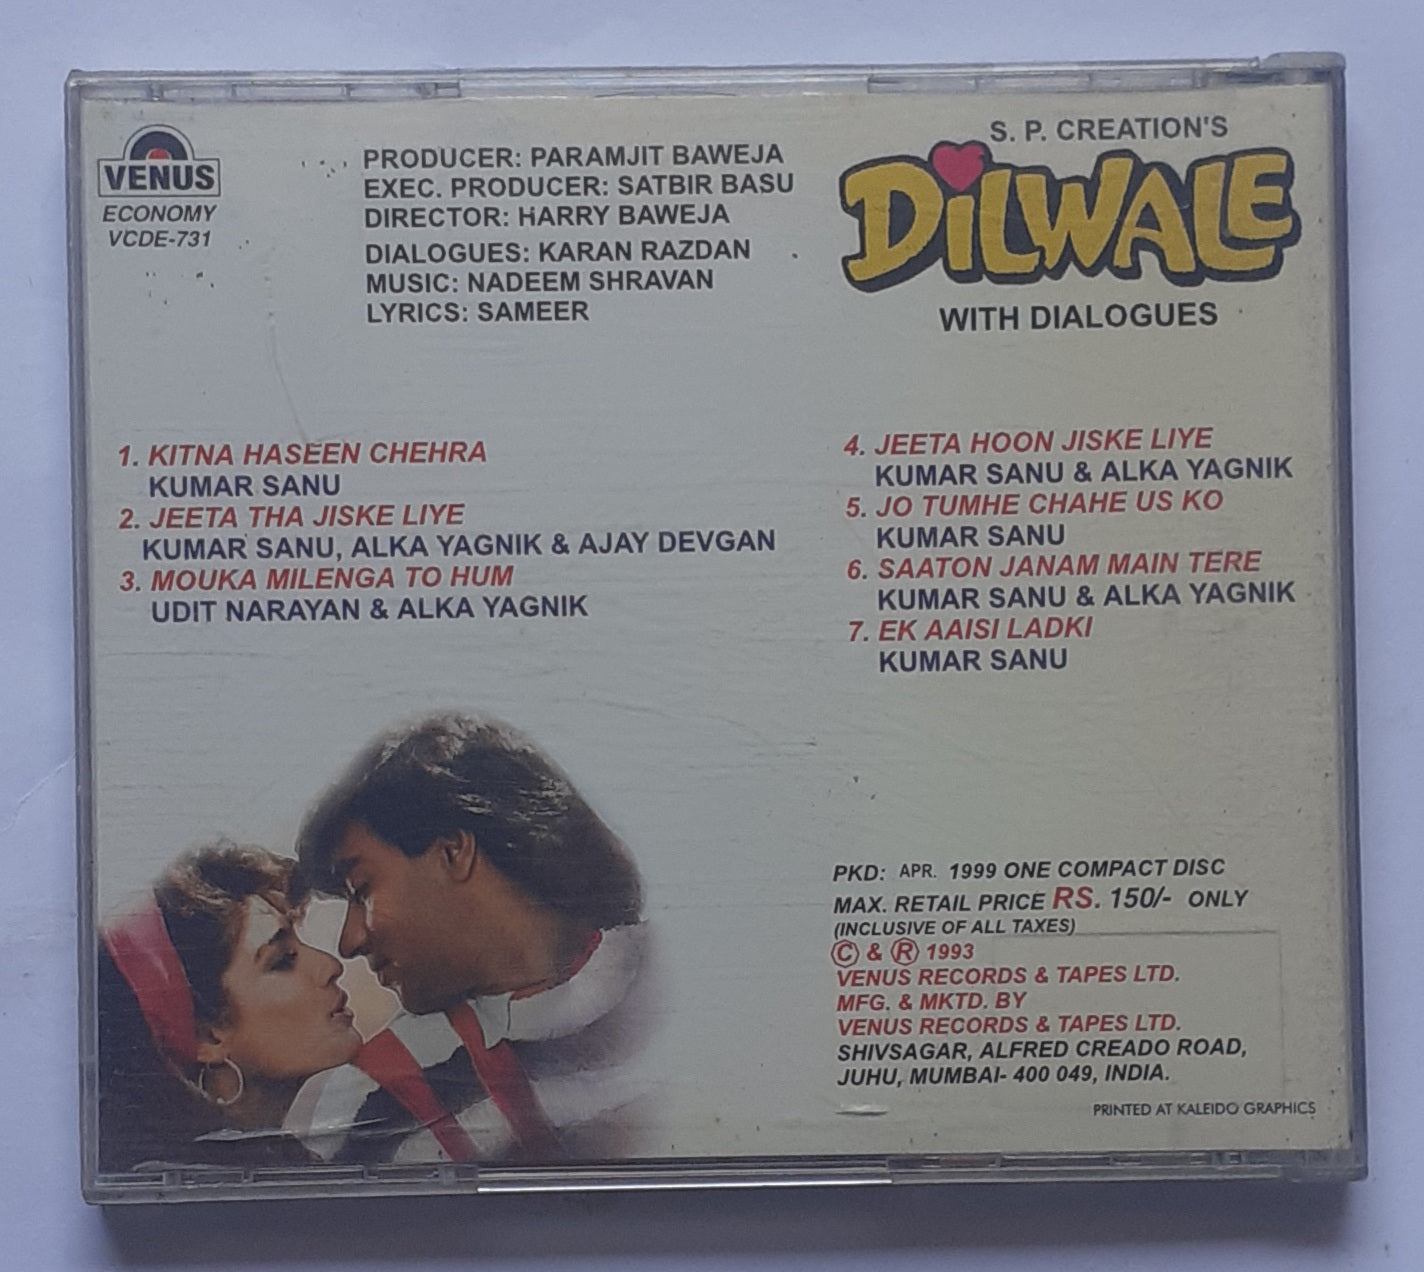 VENUS
ECONOMY
VCDE-731
PRODUCER: PARAMJIT BAWEJA
EXEC. PRODUCER: SATBIR BASU
DIRECTOR: HARRY BAWEJA
DIALOGUES: KARAN RAZDAN
MUSIC: NADEEM SHRAVAN
LYRICS: SAMEER
S. P. CREATION'S
DiLWALE
WITH DIALOGUES
1. KITNA HASEEN CHEHRA
KUMAR SANU
2. JEETA THA JISKE LIYE
KUMAR SANU, ALKA YAGNIK & AJAY DEVGAN
3. MOUKA MILENGA TO HUM
UDIT NARAYAN & ALKA YAGNIK
4. JEETA HOON JISKE LIYE
KUMAR SANU & ALKA YAGNIK
5. JO TUMHE CHAHE US KO
KUMAR SANU
6. SAATON JANAM MAIN TERE
KUMAR SANU & ALKA YAGNIK
7. EK AAISI LADKI
KUMAR SANU
PKD: APR. 1999 ONE COMPACT DISC
MAX. RETAIL PRICE RS. 150/- ONLY
(INCLUSIVE OF ALL TAXES)
© & ® 1993
VENUS RECORDS & TAPES LTD.
MFG. & MKTD. BY
VENUS RECORDS & TAPES LTD.
SHIVSAGAR, ALFRED CREADO ROAD,
JUHU, MUMBAI- 400 049, INDIA.
PRINTED AT KALEIDO GRAPHICS